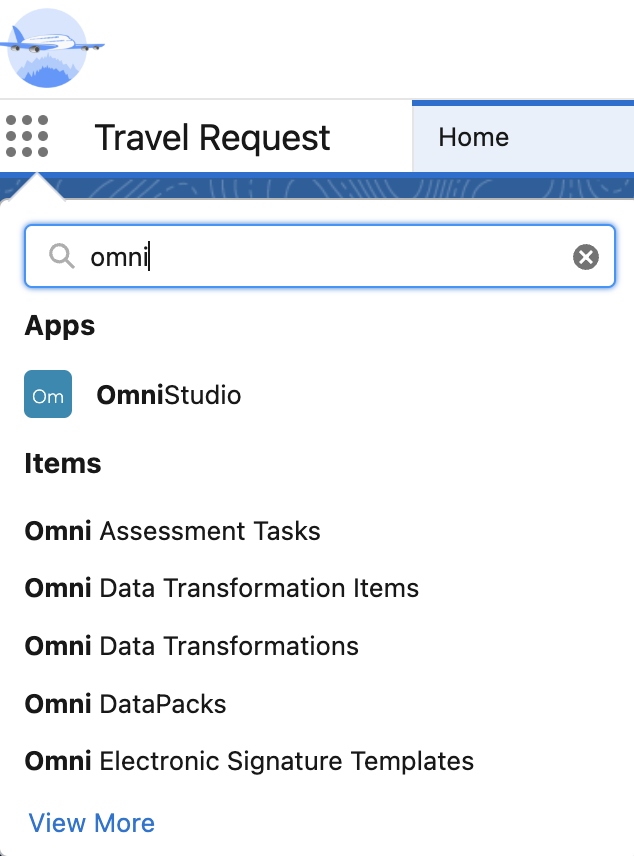 Travel Request
Home
omni
Apps
Om
OmniStudio
Items
Omni Assessment Tasks
Omni Data Transformation Items
Omni Data Transformations
Omni DataPacks
Omni Electronic Signature Templates
View More